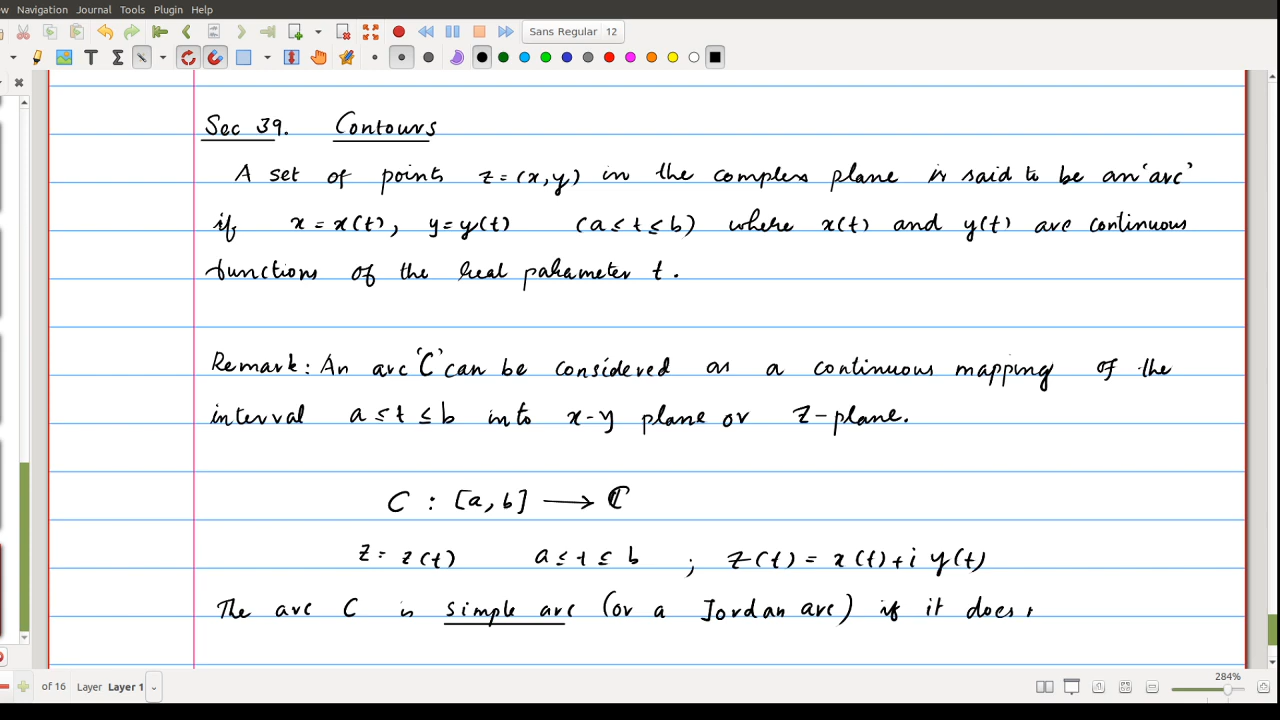 w Navigation Journal Tools Plugin Help
Sans Regular 12
Sec 39. Contours
A set of points z = (x,y) in the complex plane is said to be an 'arc'
if x = x(t), y = y(t) (a ≤ t ≤ b) where x(t) and y(t) are continuous
functions of the real parameter t.
Remark: An arc 'C' can be considered as a continuous mapping of the
interval a ≤ t ≤ b into x-y plane or z-plane.
C : [a,b] ⟶ ℂ
z = z(t) a ≤ t ≤ b ; z(t) = x(t) + i y(t)
The arc C is simple arc (or a Jordan arc) if it does
of 16 Layer Layer 1 284%